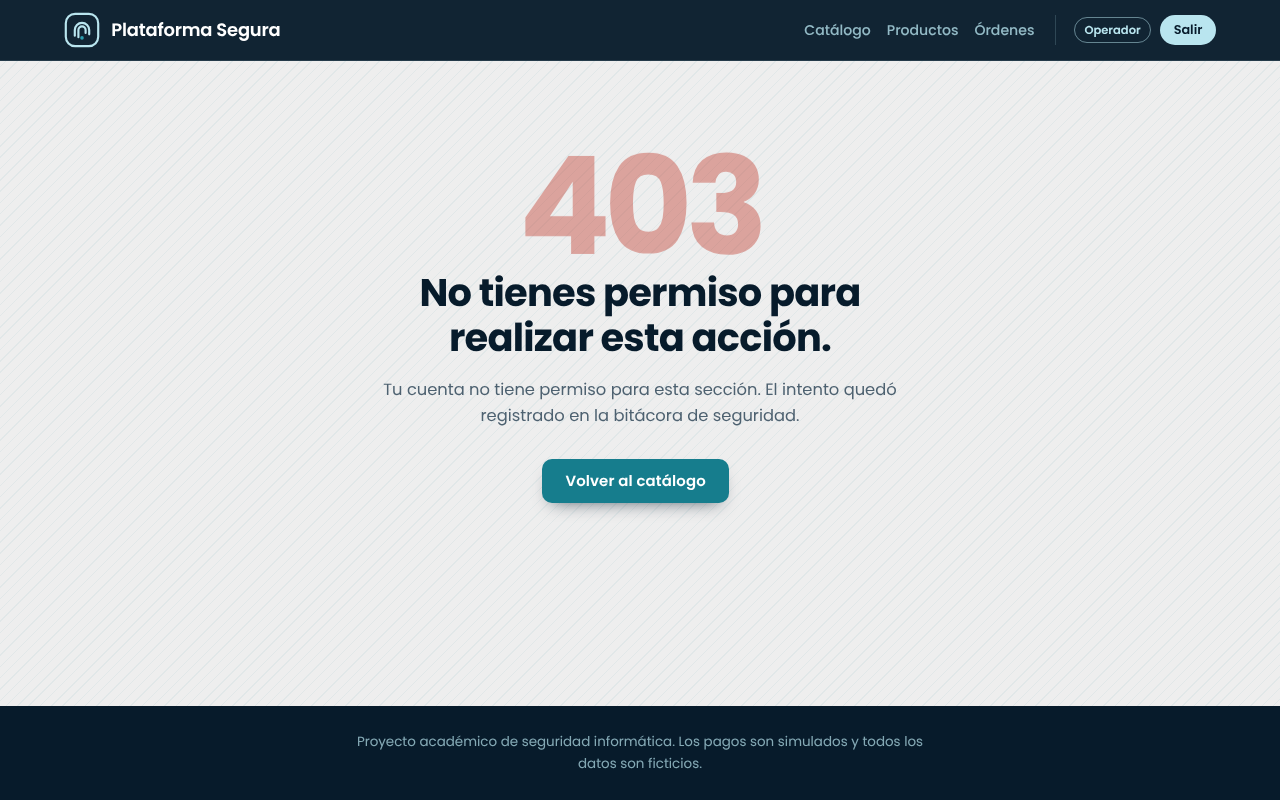 Plataforma Segura
Catálogo Productos Órdenes Operador Salir
403
No tienes permiso para
realizar esta acción.
Tu cuenta no tiene permiso para esta sección. El intento quedó
registrado en la bitácora de seguridad.
Volver al catálogo
Proyecto académico de seguridad informática. Los pagos son simulados y todos los
datos son ficticios.